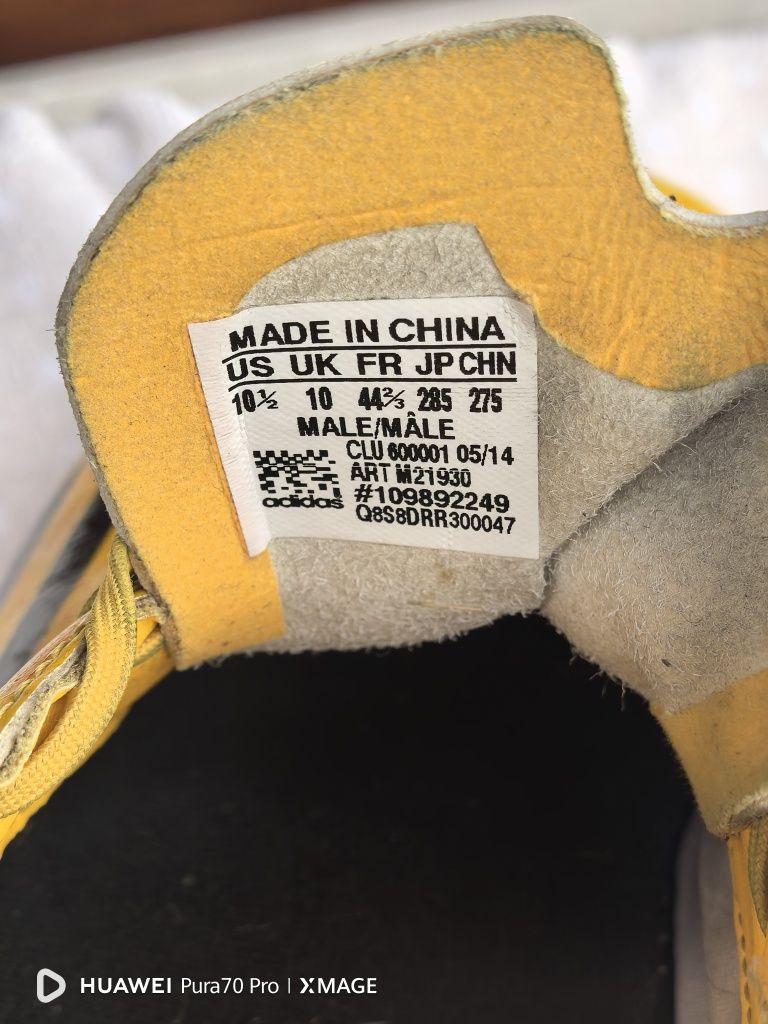 MADE IN CHINA
US UK FR JP CHN
10½ 10 44⅔ 285 275
MALE/MÂLE
CLU 600001 05/14
ART M21930
#109892249
adidas
Q8S8DRR300047
HUAWEI Pura70 Pro | XMAGE